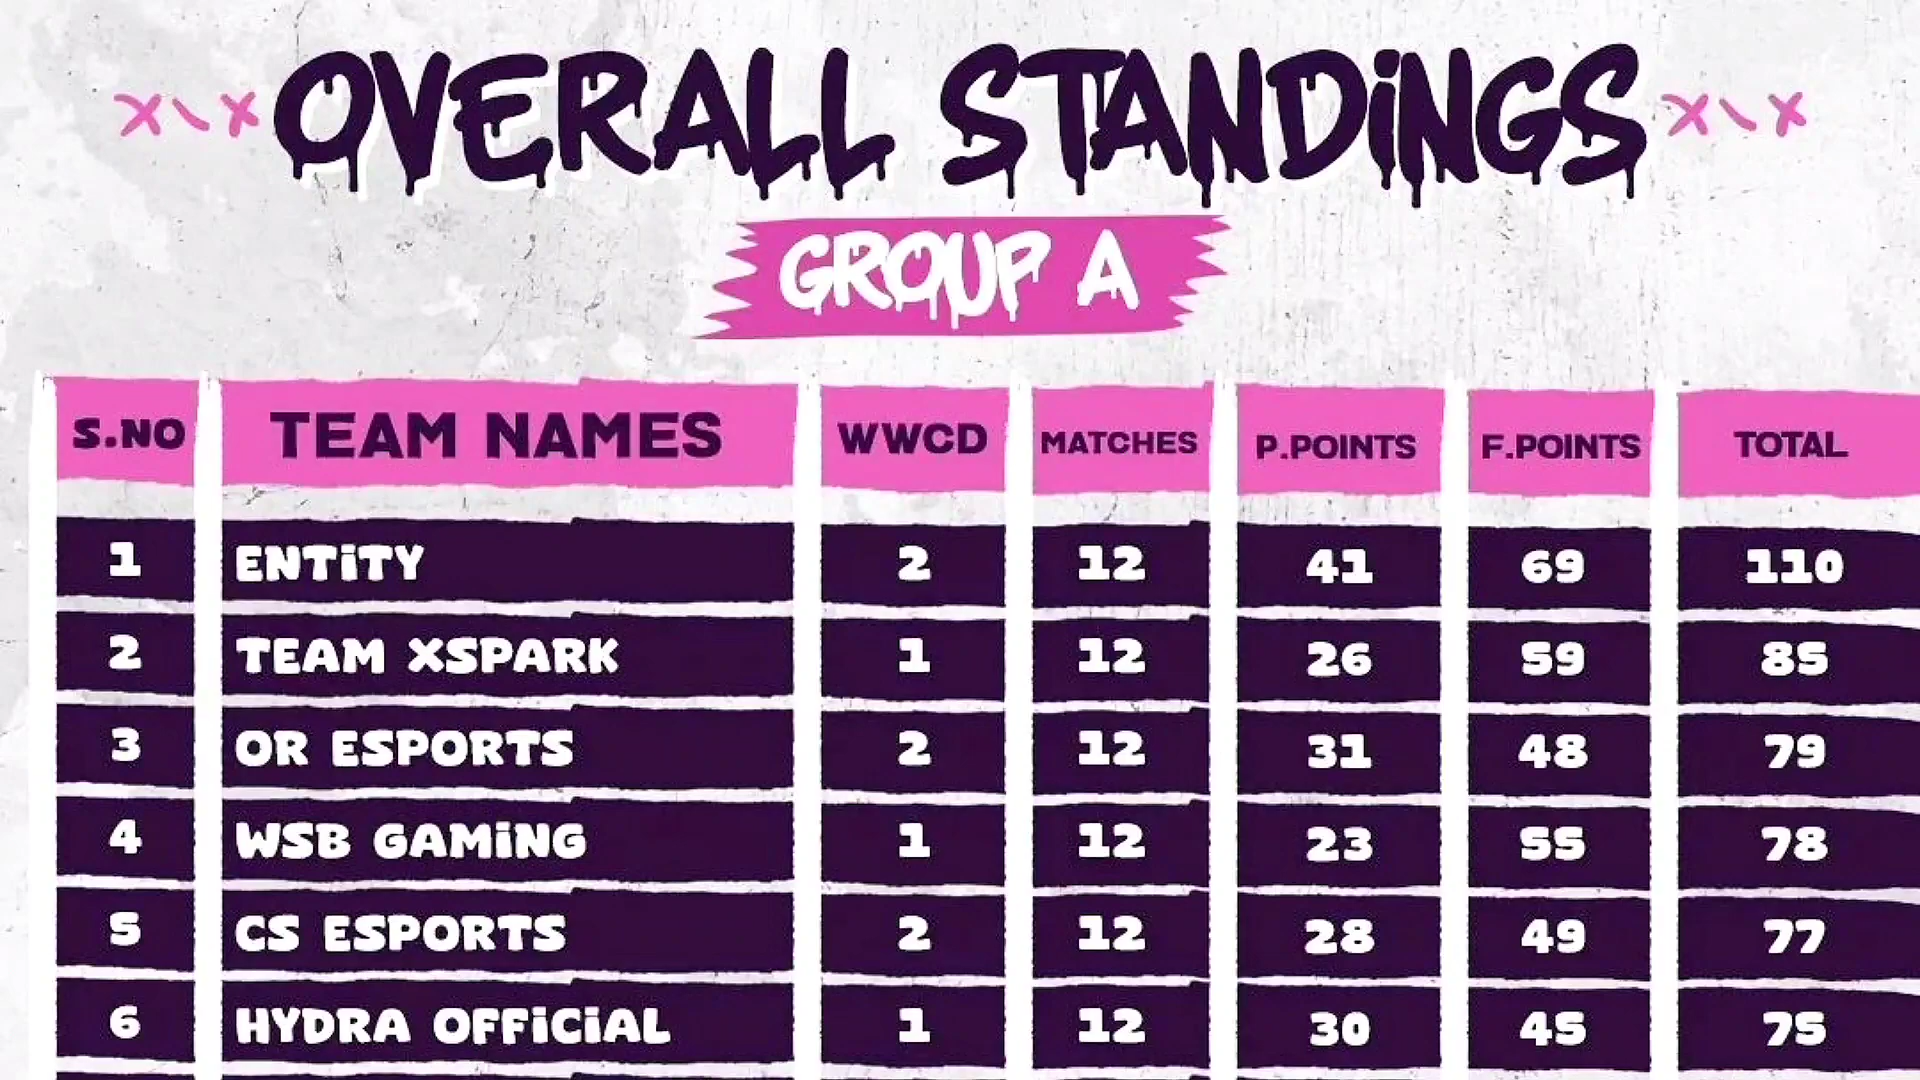 OVERALL STANDiNGS
GROUP A
S.NO TEAM NAMES WWCD MATCHES P.POINTS F.POINTS TOTAL
1 ENTiTY 2 12 41 69 110
2 TEAM XSPARK 1 12 26 59 85
3 OR ESPORTS 2 12 31 48 79
4 WSB GAMiNG 1 12 23 55 78
5 CS ESPORTS 2 12 28 49 77
6 HYDRA OFFiCiAL 1 12 30 45 75